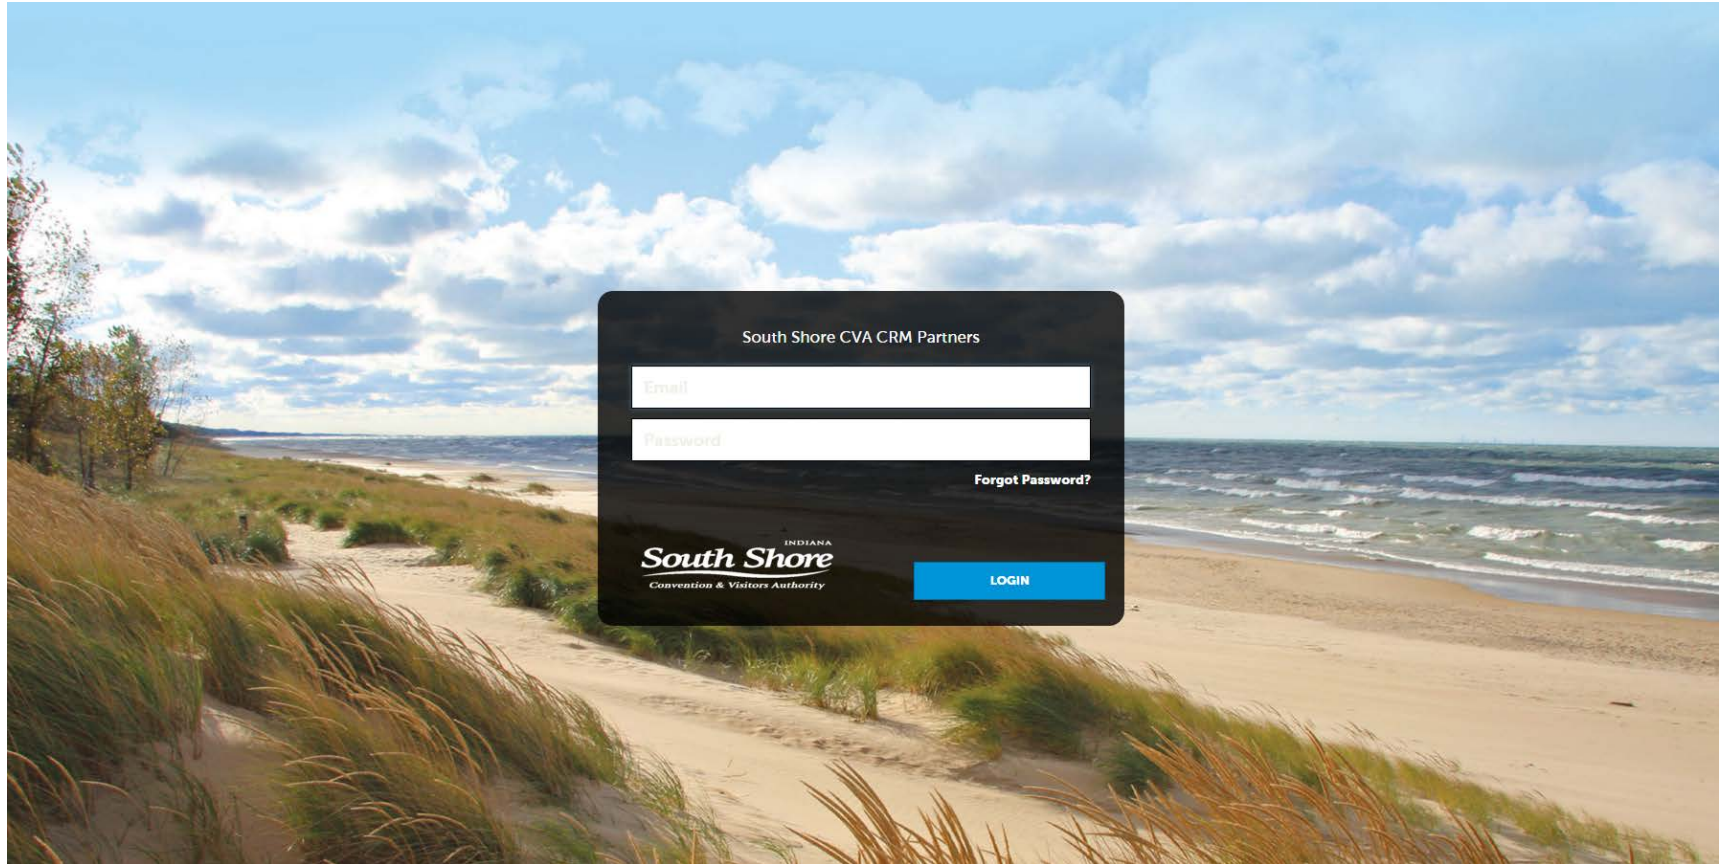 South Shore CVA CRM Partners
Email
Password
Forgot Password?
INDIANA
South Shore
Convention & Visitors Authority
LOGIN